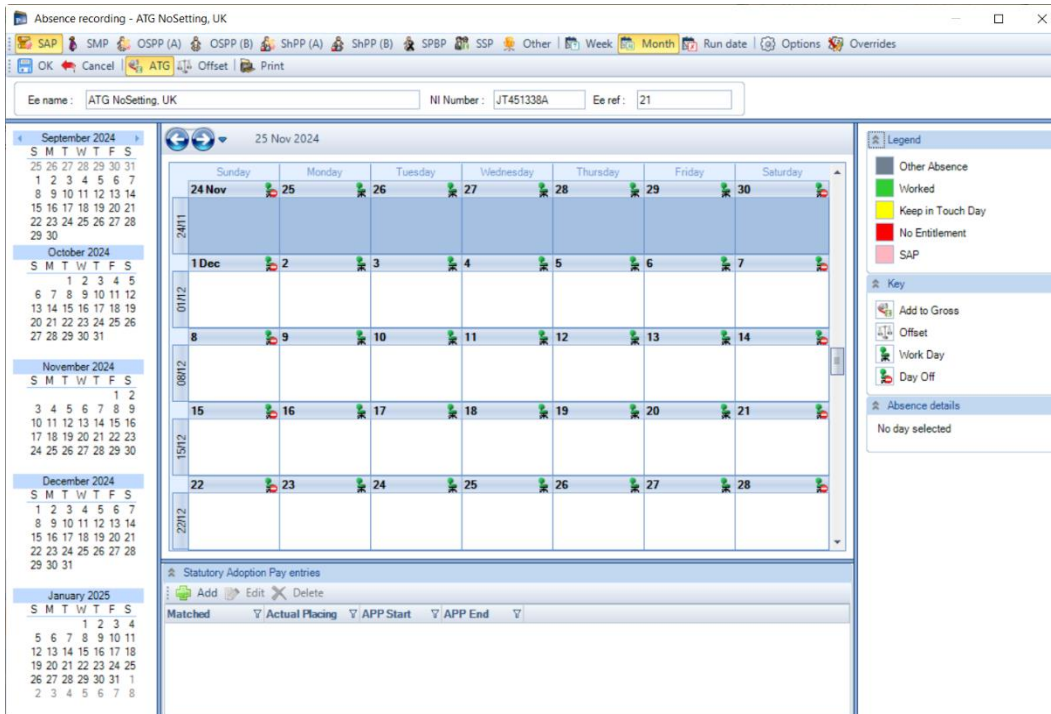 Absence recording - ATG NoSetting, UK
SAP SMP OSPP (A) OSPP (B) ShPP (A) ShPP (B) SPBP SSP Other Week Month Run date Options Overrides
OK Cancel ATG Offset Print
Ee name : ATG NoSetting, UK NI Number : JT451338A Ee ref : 21
September 2024
S M T W T F S
25 26 27 28 29 30 31
1 2 3 4 5 6 7
8 9 10 11 12 13 14
15 16 17 18 19 20 21
22 23 24 25 26 27 28
29 30
October 2024
S M T W T F S
1 2 3 4 5
6 7 8 9 10 11 12
13 14 15 16 17 18 19
20 21 22 23 24 25 26
27 28 29 30 31
November 2024
S M T W T F S
1 2
3 4 5 6 7 8 9
10 11 12 13 14 15 16
17 18 19 20 21 22 23
24 25 26 27 28 29 30
December 2024
S M T W T F S
1 2 3 4 5 6 7
8 9 10 11 12 13 14
15 16 17 18 19 20 21
22 23 24 25 26 27 28
29 30 31
January 2025
S M T W T F S
1 2 3 4
5 6 7 8 9 10 11
12 13 14 15 16 17 18
19 20 21 22 23 24 25
26 27 28 29 30 31 1
2 3 4 5 6 7 8
25 Nov 2024
Sunday Monday Tuesday Wednesday Thursday Friday Saturday
24 Nov 25 26 27 28 29 30
24/11
1 Dec 2 3 4 5 6 7
01/12
8 9 10 11 12 13 14
08/12
15 16 17 18 19 20 21
15/12
22 23 24 25 26 27 28
22/12
Statutory Adoption Pay entries
Add Edit Delete
Matched Actual Placing APP Start APP End
Legend
Other Absence
Worked
Keep in Touch Day
No Entitlement
SAP
Key
Add to Gross
Offset
Work Day
Day Off
Absence details
No day selected